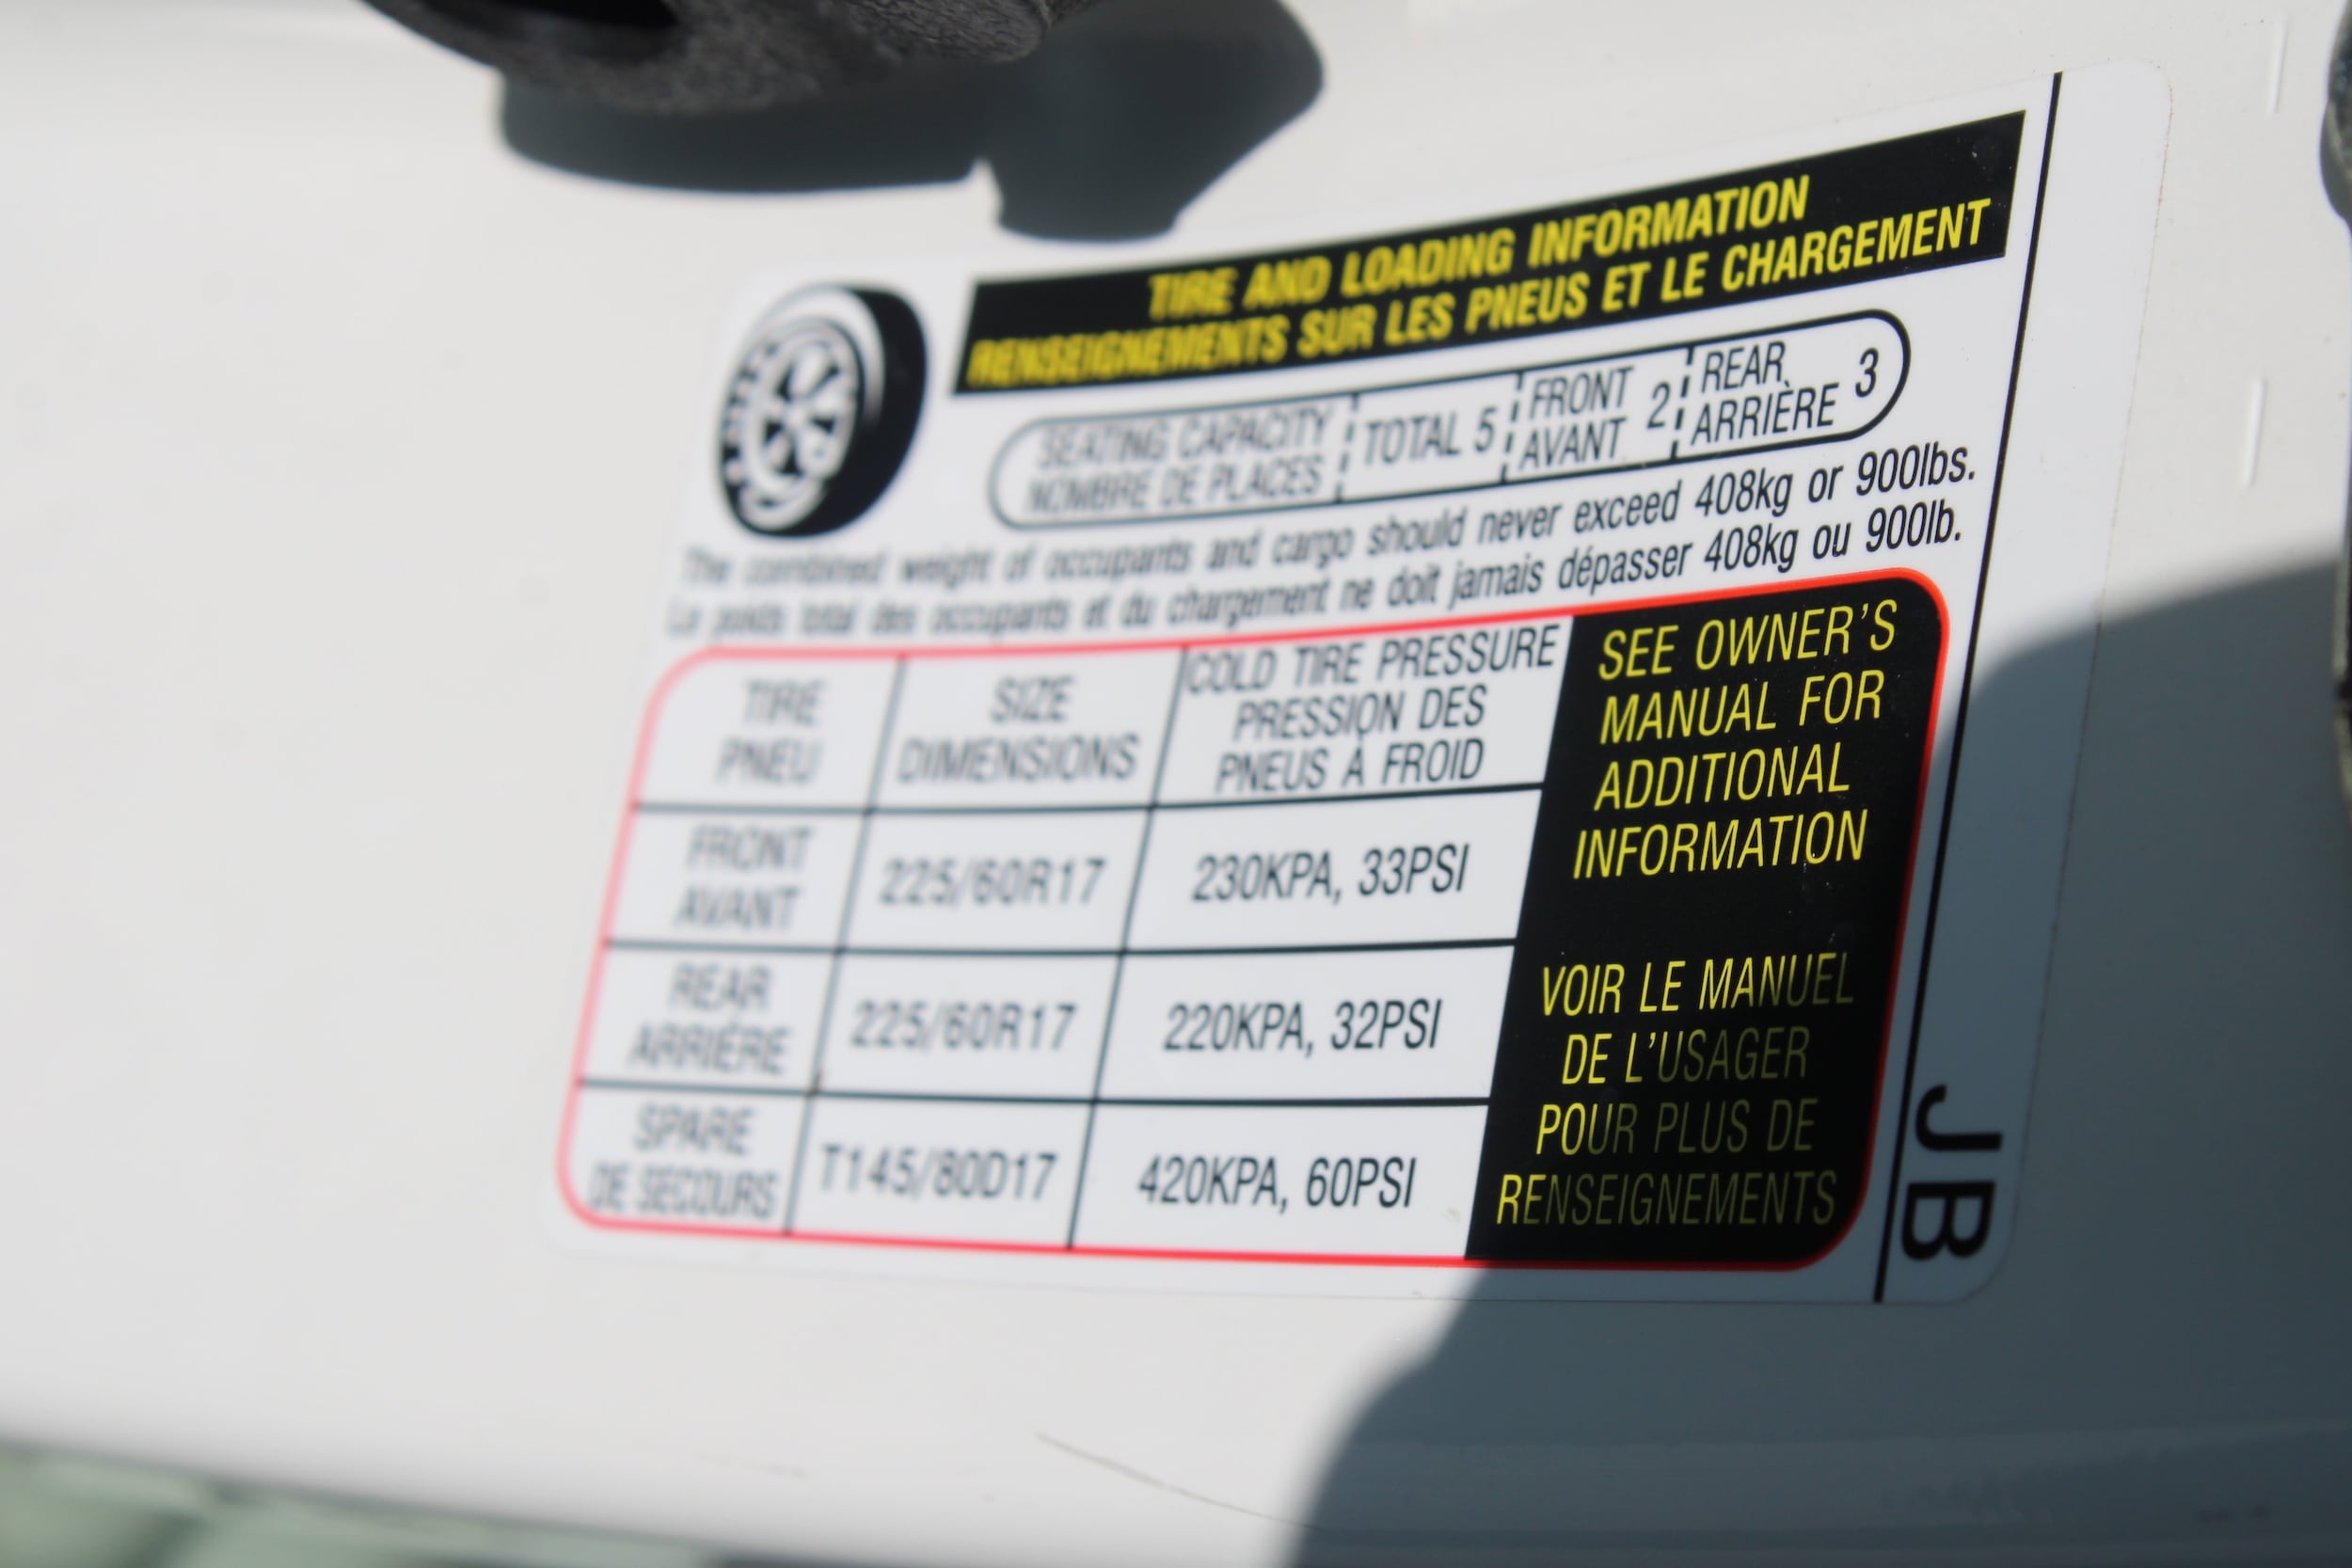 TIRE AND LOADING INFORMATION
RENSEIGNEMENTS SUR LES PNEUS ET LE CHARGEMENT
SEATING CAPACITY
NOMBRE DE PLACES
TOTAL 5
FRONT
AVANT 2
REAR
ARRIÈRE 3
The combined weight of occupants and cargo should never exceed 408kg or 900lbs.
Le poids total des occupants et du chargement ne doit jamais dépasser 408kg ou 900lb.
TIRE
PNEU
SIZE
DIMENSIONS
COLD TIRE PRESSURE
PRESSION DES
PNEUS À FROID
FRONT
AVANT
225/60R17
230KPA, 33PSI
REAR
ARRIÉRE
225/60R17
220KPA, 32PSI
SPARE
DE SECOURS
T145/80D17
420KPA, 60PSI
SEE OWNER'S
MANUAL FOR
ADDITIONAL
INFORMATION
VOIR LE MANUEL
DE L'USAGER
POUR PLUS DE
RENSEIGNEMENTS
JB